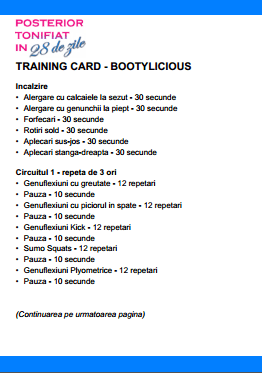 POSTERIOR
TONIFIAT
IN 28 de zile
TRAINING CARD - BOOTYLICIOUS
Incalzire
• Alergare cu calcaiele la sezut - 30 secunde
• Alergare cu genunchii la piept - 30 secunde
• Forfecari - 30 secunde
• Rotiri sold - 30 secunde
• Aplecari sus-jos - 30 secunde
• Aplecari stanga-dreapta - 30 secunde
Circuitul 1 - repeta de 3 ori
• Genuflexiuni cu greutate - 12 repetari
• Pauza - 10 secunde
• Genuflexiuni cu piciorul in spate - 12 repetari
• Pauza - 10 secunde
• Genuflexiuni Kick - 12 repetari
• Pauza - 10 secunde
• Sumo Squats - 12 repetari
• Pauza - 10 secunde
• Genuflexiuni Plyometrice - 12 repetari
• Pauza - 10 secunde
(Continuarea pe urmatoarea pagina)